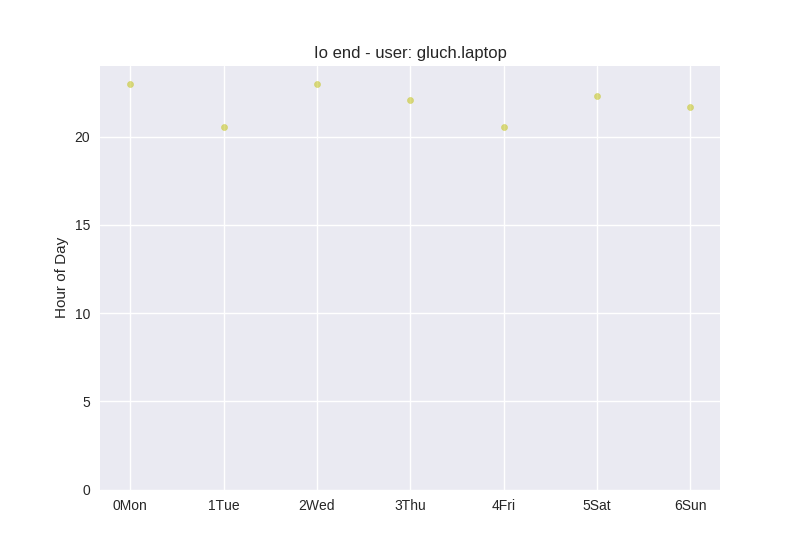 Io end - user: gluch.laptop
Hour of Day
20
15
10
5
0
0Mon 1Tue 2Wed 3Thu 4Fri 5Sat 6Sun